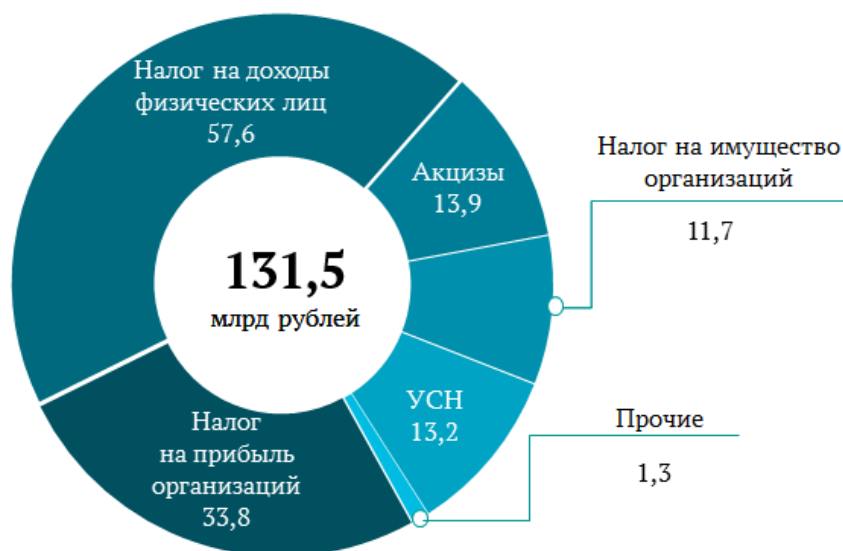 Налог на доходы
физических лиц
57,6
Акцизы
13,9
Налог на имущество
организаций
11,7
131,5
млрд рублей
УСН
13,2
Прочие
1,3
Налог
на прибыль
организаций
33,8